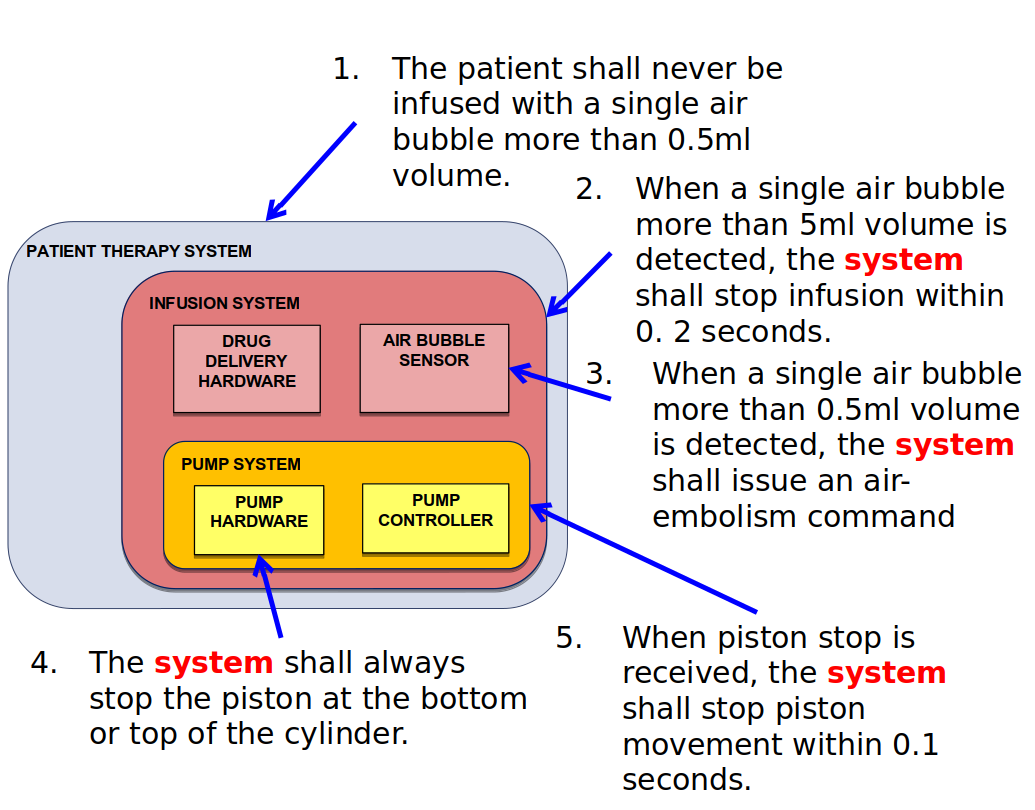 1. The patient shall never be
infused with a single air
bubble more than 0.5ml
volume.
2. When a single air bubble
more than 5ml volume is
detected, the system
shall stop infusion within
0. 2 seconds.
3. When a single air bubble
more than 0.5ml volume
is detected, the system
shall issue an air-
embolism command
PATIENT THERAPY SYSTEM
INFUSION SYSTEM
DRUG
DELIVERY
HARDWARE
AIR BUBBLE
SENSOR
PUMP SYSTEM
PUMP
HARDWARE
PUMP
CONTROLLER
4. The system shall always
stop the piston at the bottom
or top of the cylinder.
5. When piston stop is
received, the system
shall stop piston
movement within 0.1
seconds.